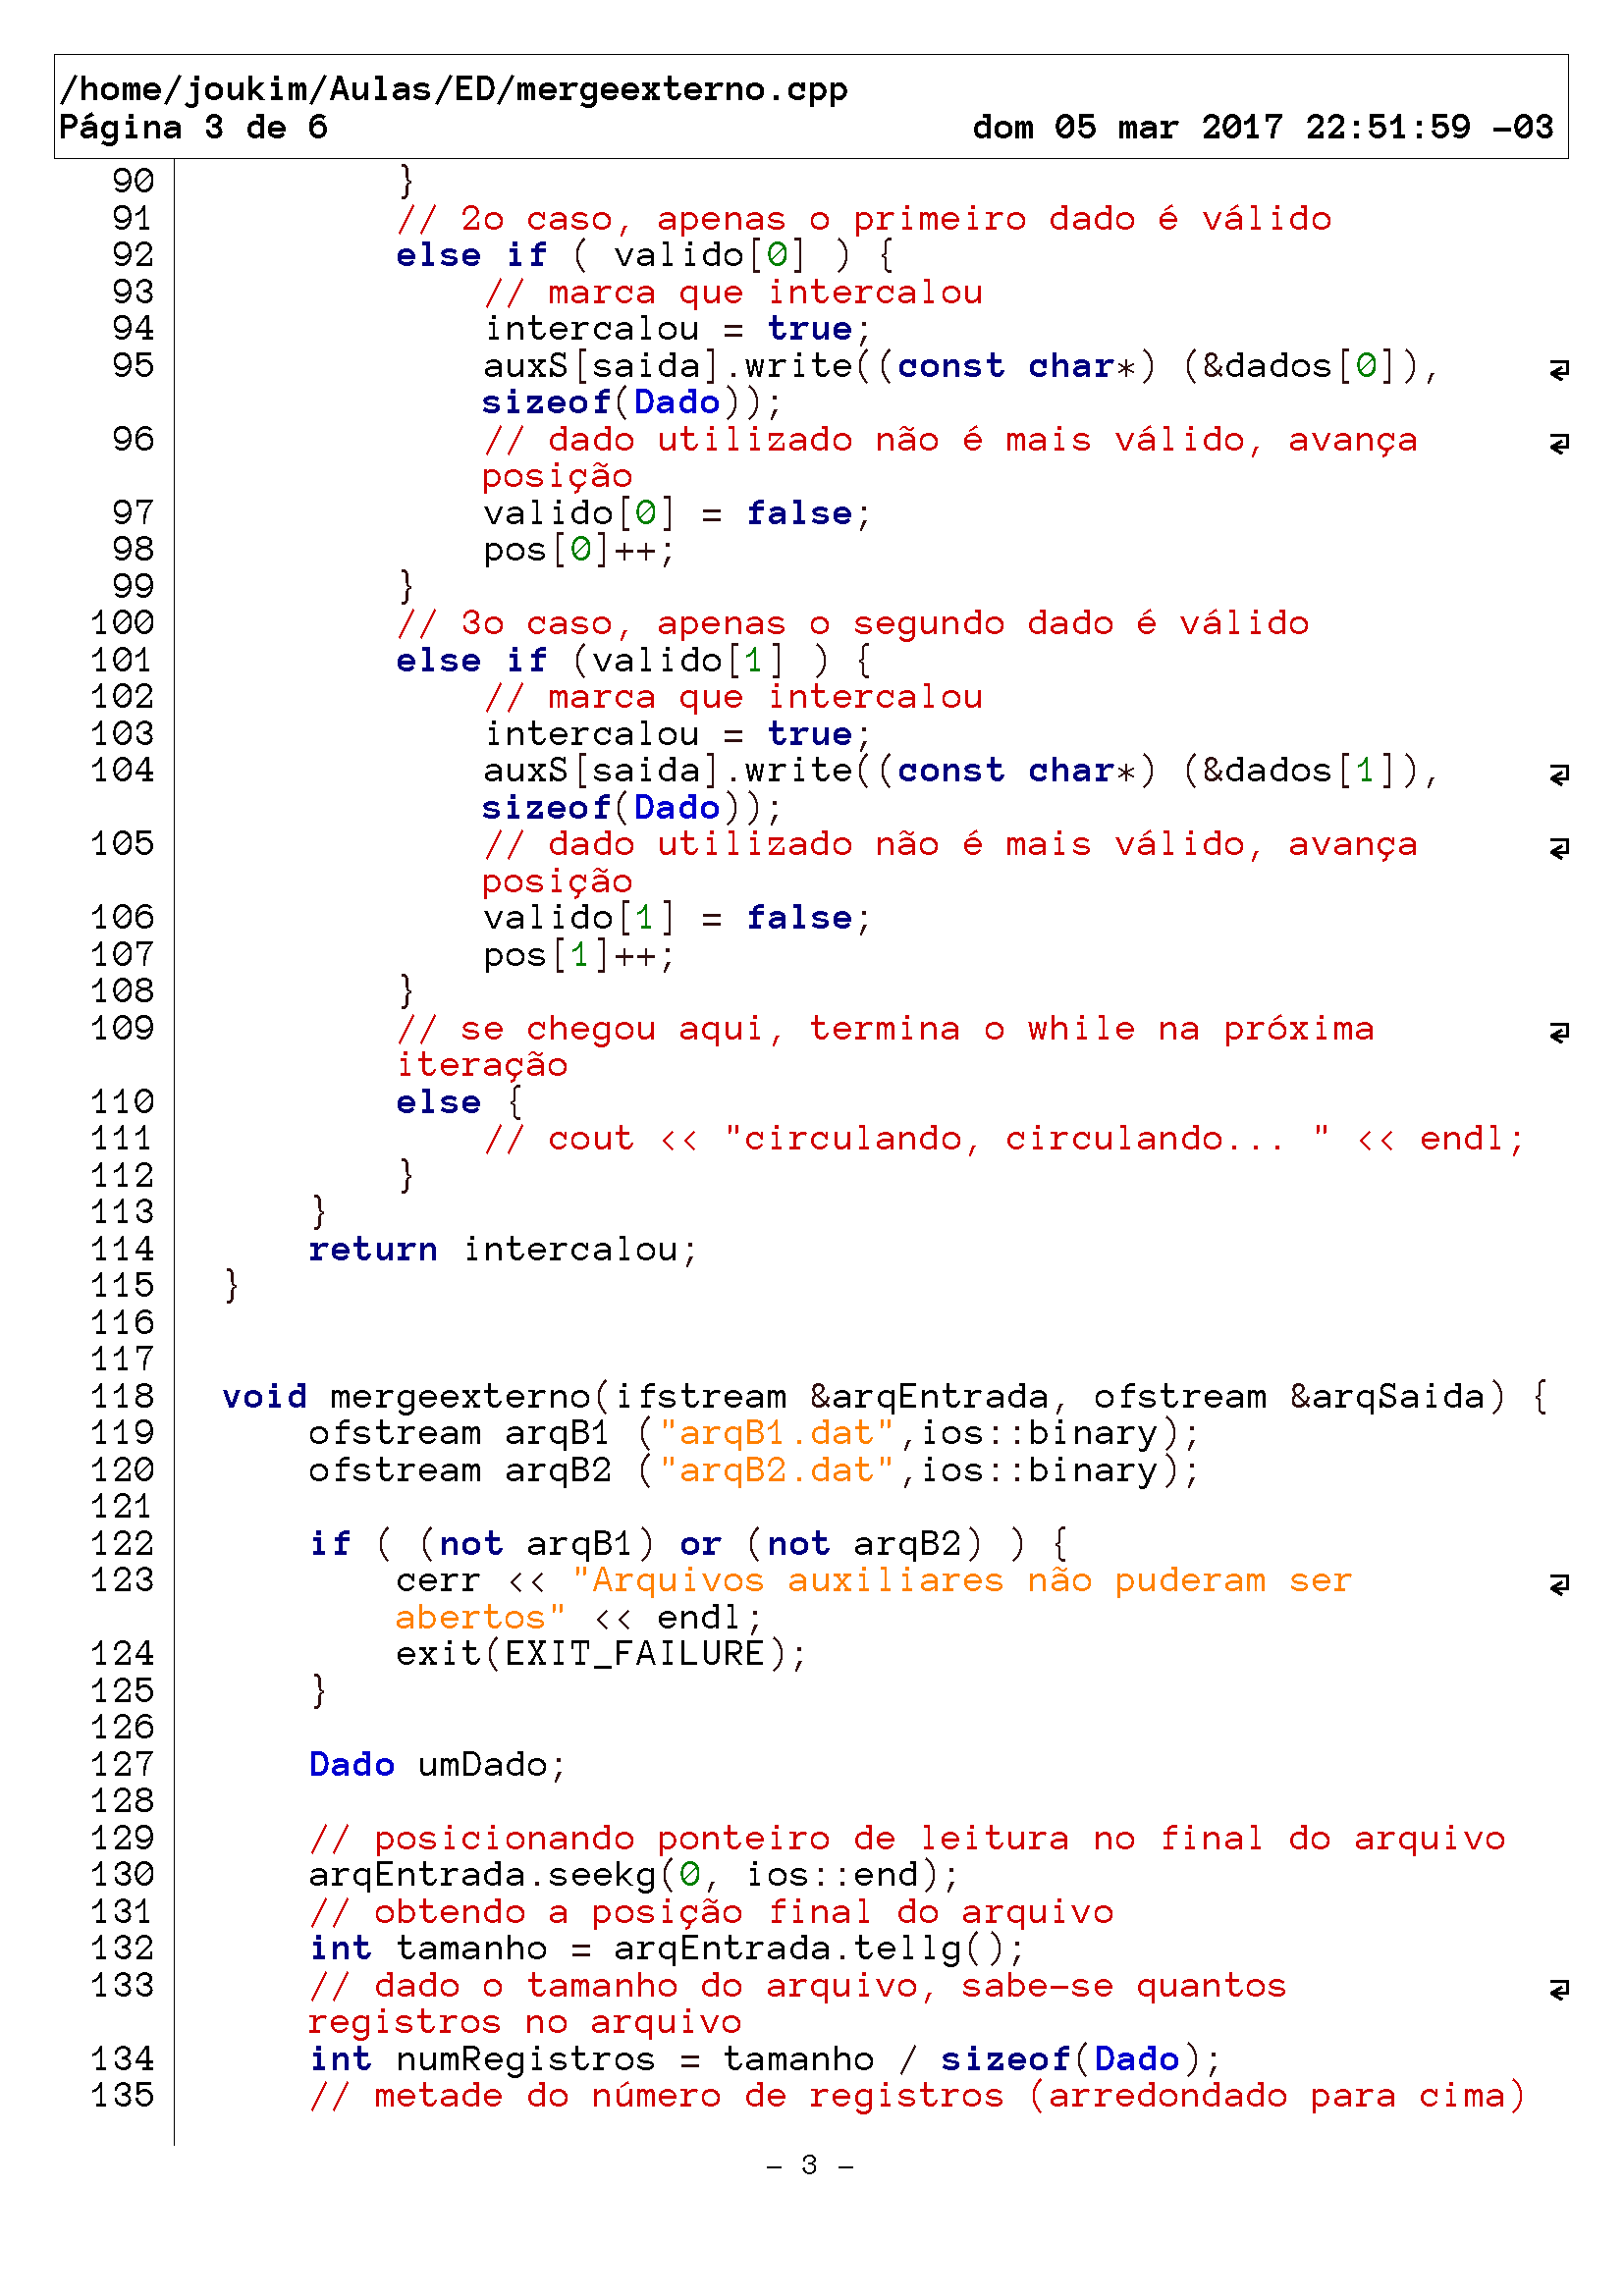 /home/joukim/Aulas/ED/mergeexterno.cpp
Página 3 de 6 dom 05 mar 2017 22:51:59 -03
90 }
91 // 2o caso, apenas o primeiro dado é válido
92 else if ( valido[0] ) {
93 // marca que intercalou
94 intercalou = true;
95 auxS[saida].write((const char*) (&dados[0]),
sizeof(Dado));
96 // dado utilizado não é mais válido, avança
posição
97 valido[0] = false;
98 pos[0]++;
99 }
100 // 3o caso, apenas o segundo dado é válido
101 else if (valido[1] ) {
102 // marca que intercalou
103 intercalou = true;
104 auxS[saida].write((const char*) (&dados[1]),
sizeof(Dado));
105 // dado utilizado não é mais válido, avança
posição
106 valido[1] = false;
107 pos[1]++;
108 }
109 // se chegou aqui, termina o while na próxima
iteração
110 else {
111 // cout << "circulando, circulando... " << endl;
112 }
113 }
114 return intercalou;
115 }
116
117
118 void mergeexterno(ifstream &arqEntrada, ofstream &arqSaida) {
119 ofstream arqB1 ("arqB1.dat",ios::binary);
120 ofstream arqB2 ("arqB2.dat",ios::binary);
121
122 if ( (not arqB1) or (not arqB2) ) {
123 cerr << "Arquivos auxiliares não puderam ser
abertos" << endl;
124 exit(EXIT_FAILURE);
125 }
126
127 Dado umDado;
128
129 // posicionando ponteiro de leitura no final do arquivo
130 arqEntrada.seekg(0, ios::end);
131 // obtendo a posição final do arquivo
132 int tamanho = arqEntrada.tellg();
133 // dado o tamanho do arquivo, sabe-se quantos
registros no arquivo
134 int numRegistros = tamanho / sizeof(Dado);
135 // metade do número de registros (arredondado para cima)
- 3 -